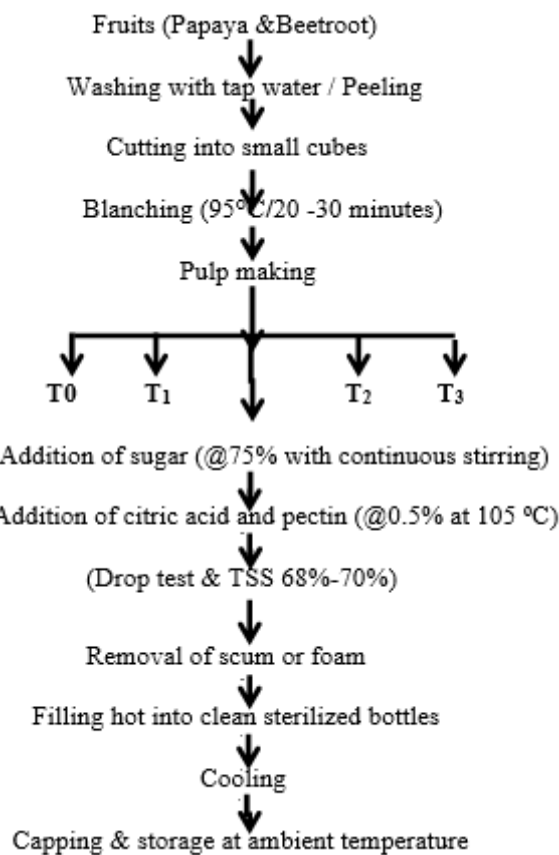 Fruits (Papaya &Beetroot)
Washing with tap water / Peeling
Cutting into small cubes
Blanching (95°C/20 -30 minutes)
Pulp making
T0 T₁ T₂ T₃
Addition of sugar (@75% with continuous stirring)
Addition of citric acid and pectin (@0.5% at 105 ºC)
(Drop test & TSS 68%-70%)
Removal of scum or foam
Filling hot into clean sterilized bottles
Cooling
Capping & storage at ambient temperature